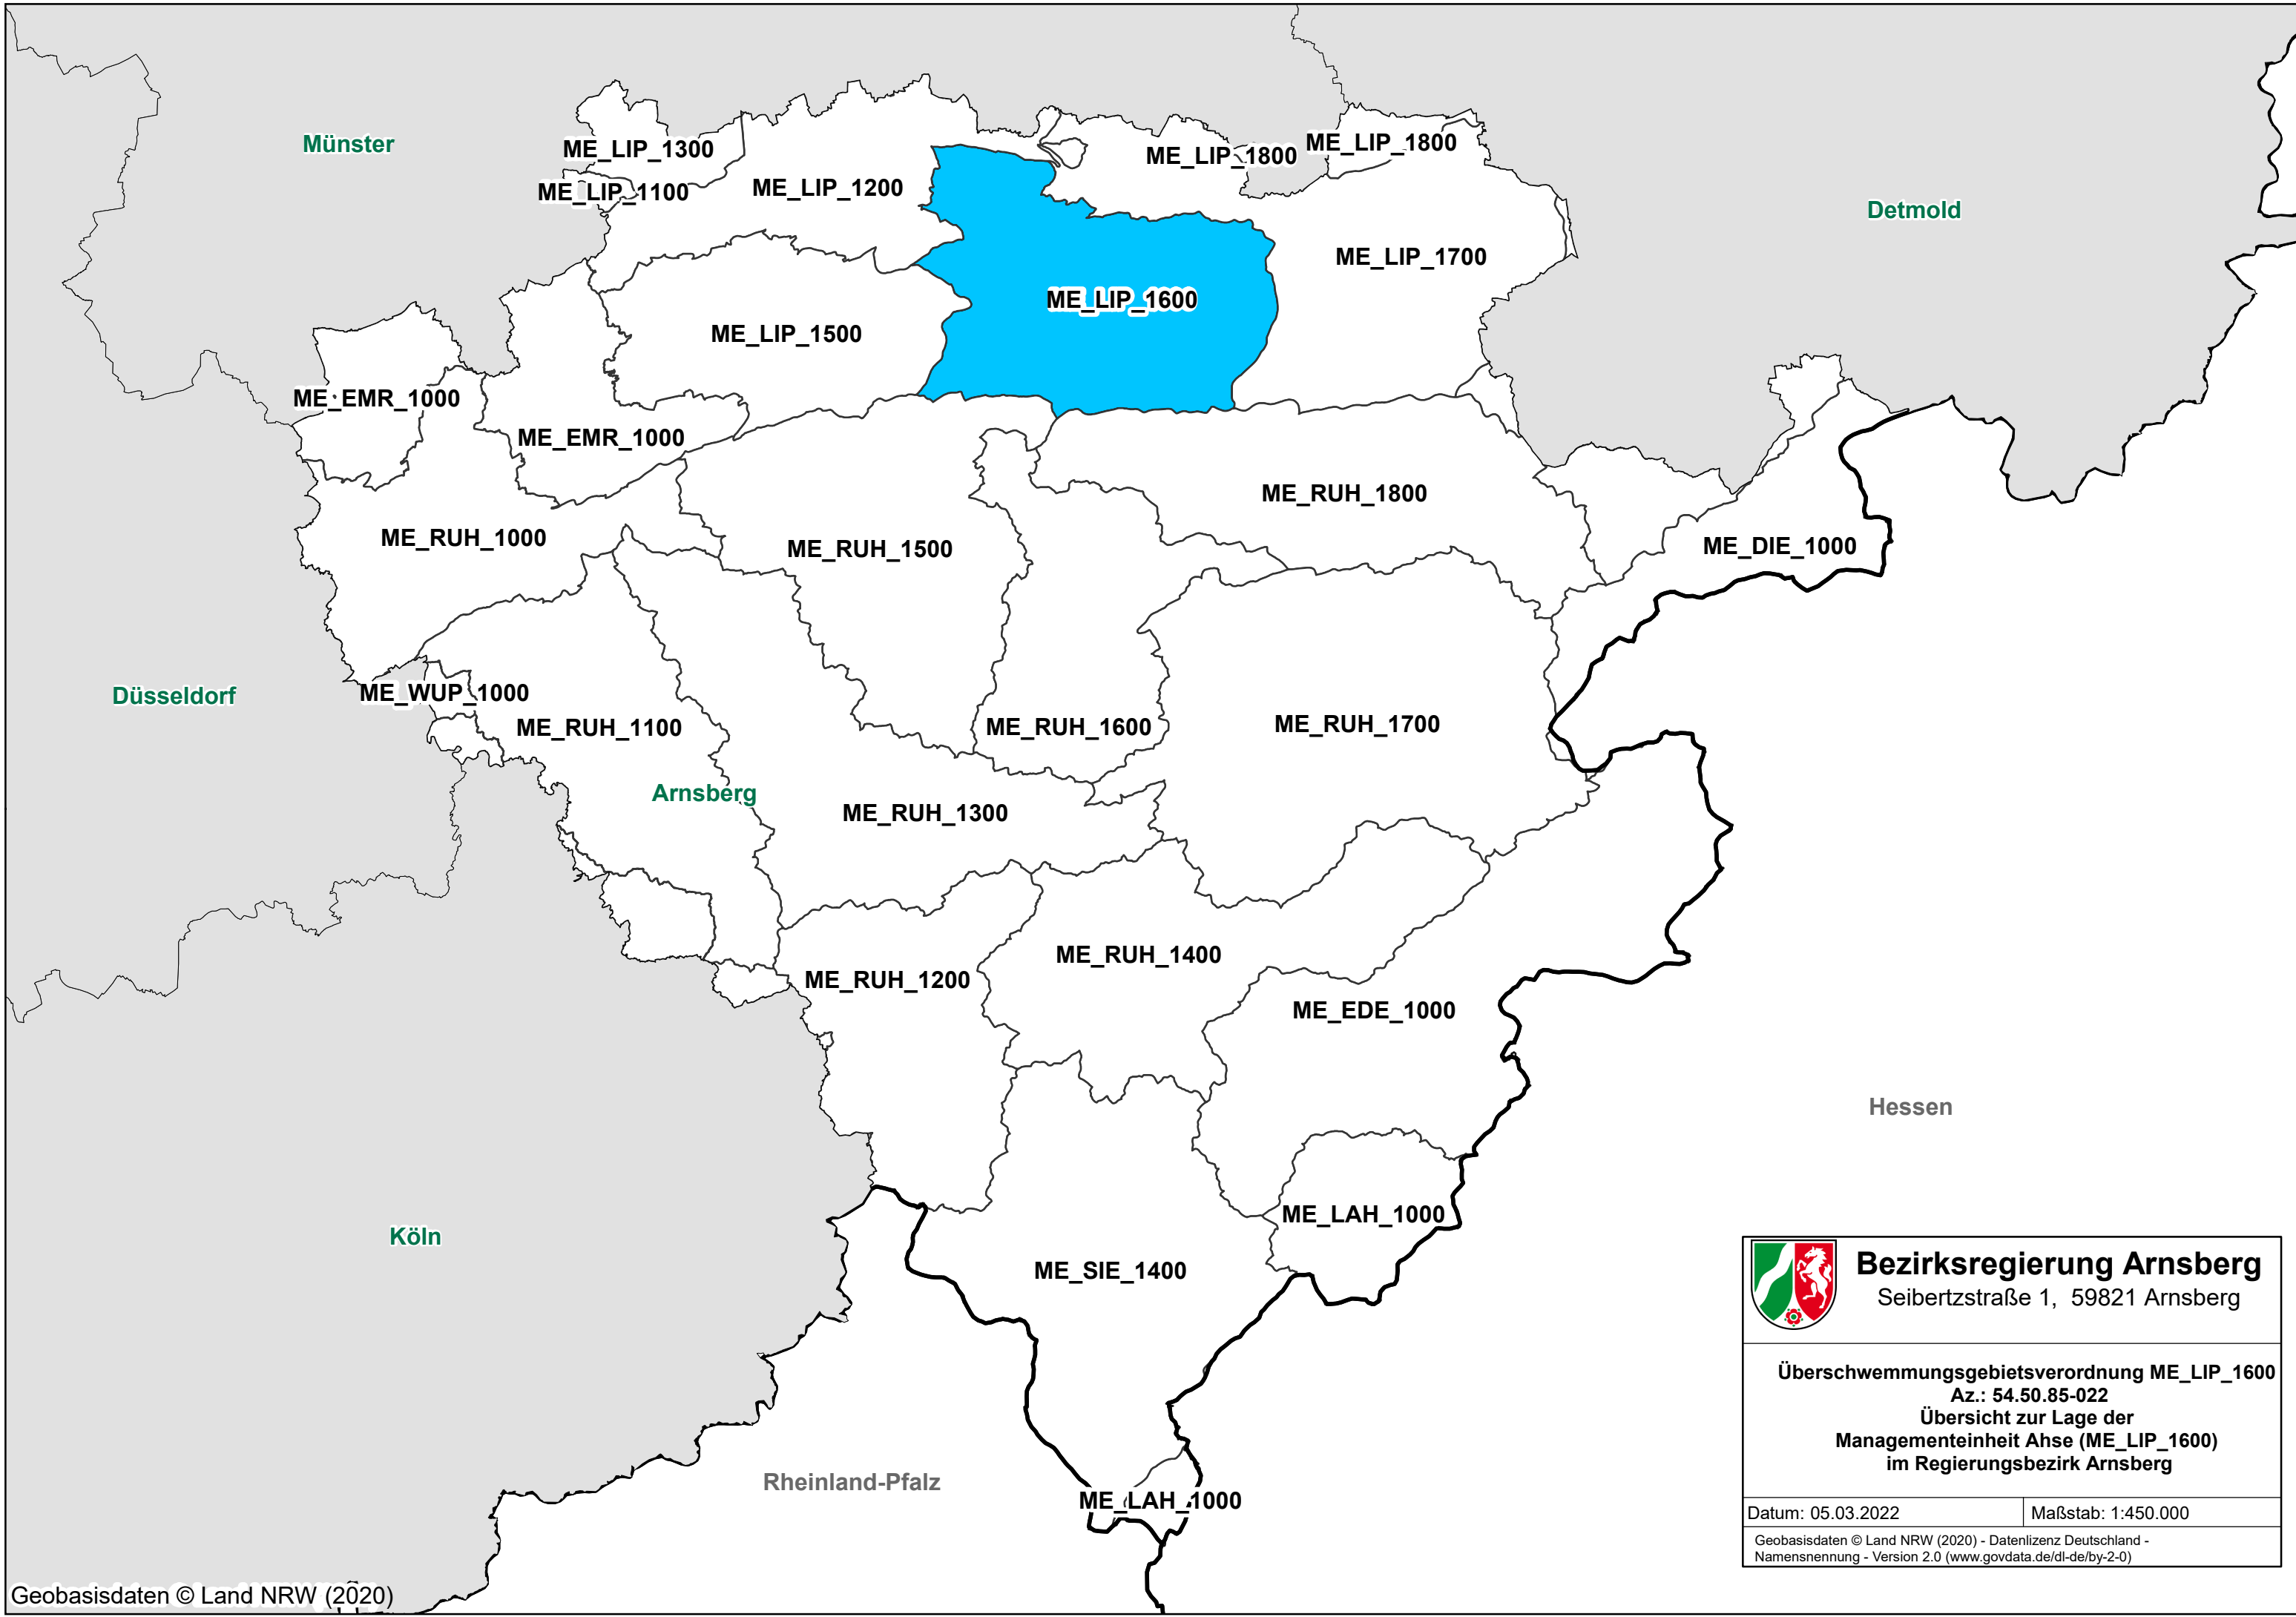 Münster
ME_LIP_1300
ME_LIP_1800
ME_LIP_1800
ME_LIP_1100
ME_LIP_1200
Detmold
ME_LIP_1700
ME_LIP_1600
ME_LIP_1500
ME_EMR_1000
ME_EMR_1000
ME_RUH_1800
ME_RUH_1000
ME_RUH_1500
ME_DIE_1000
Düsseldorf
ME_WUP_1000
ME_RUH_1100
ME_RUH_1600
ME_RUH_1700
Arnsberg
ME_RUH_1300
ME_RUH_1400
ME_RUH_1200
ME_EDE_1000
Hessen
ME_LAH_1000
Köln
ME_SIE_1400
Rheinland-Pfalz
ME_LAH_1000
Bezirksregierung Arnsberg
Seibertzstraße 1, 59821 Arnsberg
Überschwemmungsgebietsverordnung ME_LIP_1600
Az.: 54.50.85-022
Übersicht zur Lage der
Managementeinheit Ahse (ME_LIP_1600)
im Regierungsbezirk Arnsberg
Datum: 05.03.2022
Maßstab: 1:450.000
Geobasisdaten © Land NRW (2020) - Datenlizenz Deutschland -
Namensnennung - Version 2.0 (www.govdata.de/dl-de/by-2-0)
Geobasisdaten © Land NRW (2020)